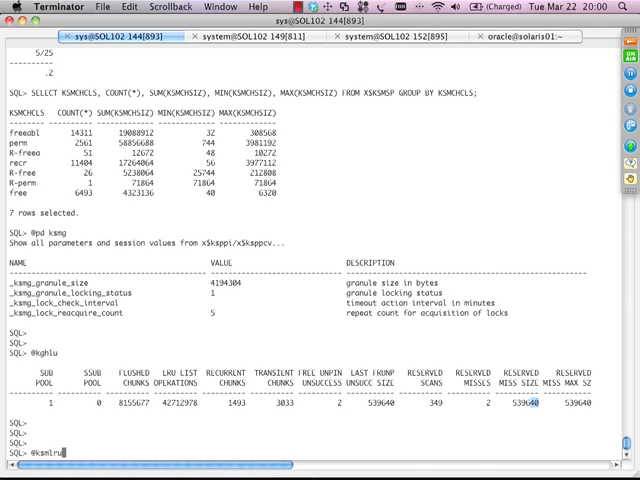 Terminator Edit Scrollback Window Help (Charged) Tue Mar 22 20:00
sys@SOL102 144[893]
sys@SOL102 144[893] system@SOL102 149[811] system@SOL102 152[895] oracle@solaris01:~
5/25
----------
.2
SQL> SELECT KSMCHCLS, COUNT(*), SUM(KSMCHSIZ), MIN(KSMCHSIZ), MAX(KSMCHSIZ) FROM X$KSMSP GROUP BY KSMCHCLS;
KSMCHCLS COUNT(*) SUM(KSMCHSIZ) MIN(KSMCHSIZ) MAX(KSMCHSIZ)
-------- ---------- ------------- ------------- -------------
freeabl 14311 19088912 32 308568
perm 2561 58856688 744 3981192
R-freea 51 12672 48 10272
recr 11404 17264064 56 3977112
R-free 26 5238064 25744 212808
R-perm 1 71864 71864 71864
free 6493 4323136 40 6320
7 rows selected.
SQL> @pd ksmg
Show all parameters and session values from x$ksppi/x$ksppcv...
NAME VALUE DESCRIPTION
_ksmg_granule_size 4194304 granule size in bytes
_ksmg_granule_locking_status 1 granule locking status
_ksmg_lock_check_interval timeout action interval in minutes
_ksmg_lock_reacquire_count 5 repeat count for acquisition of locks
SQL>
SQL>
SQL> @kghlu
SUB SSUB FLUSHED LRU LIST RECURRENT TRANSIENT FREE UNPIN LAST FRUNP RESERVED RESERVED RESERVED RESERVED
POOL POOL CHUNKS OPERATIONS CHUNKS CHUNKS UNSUCCESS UNSUCC SIZE SCANS MISSES MISS SIZE MISS MAX SZ
1 0 8155677 42712978 1493 3033 2 539640 349 2 539640 539640
SQL>
SQL>
SQL>
SQL> @ksmlru
ON AIR